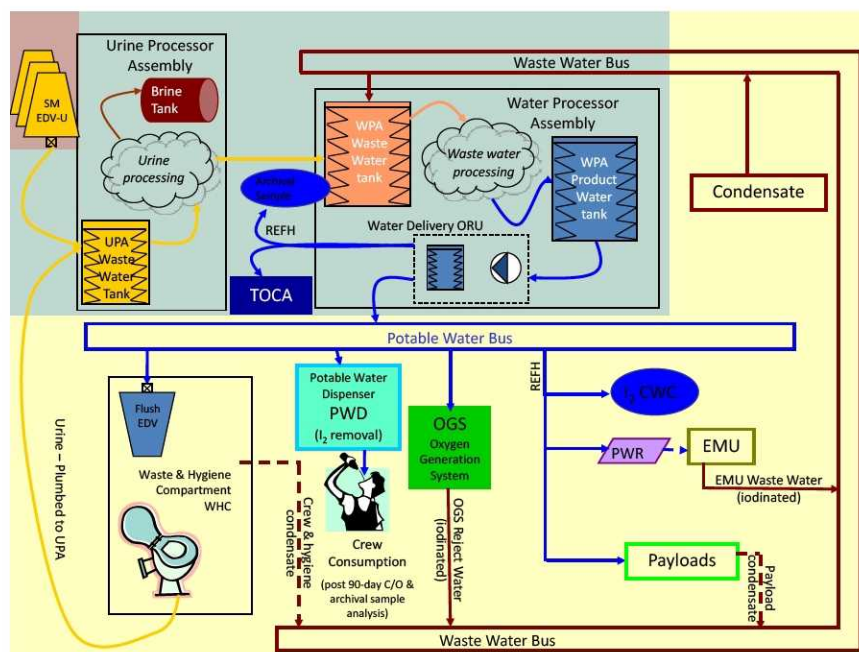 Urine Processor
Assembly
SM
EDV-U
Brine
Tank
Urine
processing
UPA
Waste
Water
Tank
Waste Water Bus
Water Processor
Assembly
WPA
Waste
Water
tank
Waste water
processing
WPA
Product
Water
tank
Archival
Sample
REFH
Water Delivery ORU
TOCA
Condensate
Potable Water Bus
Urine – Plumbed to UPA
Flush
EDV
Waste & Hygiene
Compartment
WHC
Crew & hygiene
condensate
Potable Water
Dispenser
PWD
(I2 removal)
Crew
Consumption
(post 90-day C/O &
archival sample
analysis)
OGS
Oxygen
Generation
System
OGS Reject Water
(iodinated)
REFH
I2 CWC
PWR
EMU
EMU Waste Water
(iodinated)
Payloads
Payload
condensate
Waste Water Bus